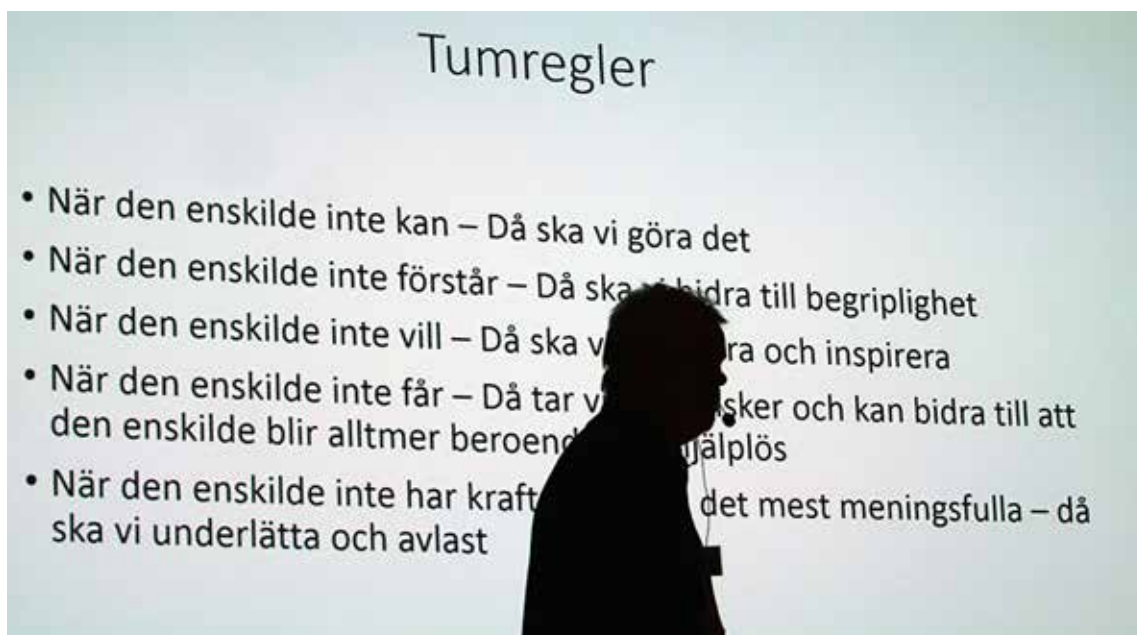 Tumregler
• När den enskilde inte kan – Då ska vi göra det
• När den enskilde inte förstår – Då ska vi bidra till begriplighet
• När den enskilde inte vill – Då ska och inspirera
• När den enskilde inte får – Då tar och kan bidra till att
den enskilde blir alltmer hjälplös
• När den enskilde inte har kraft det mest meningsfulla – då
ska vi underlätta och avlast